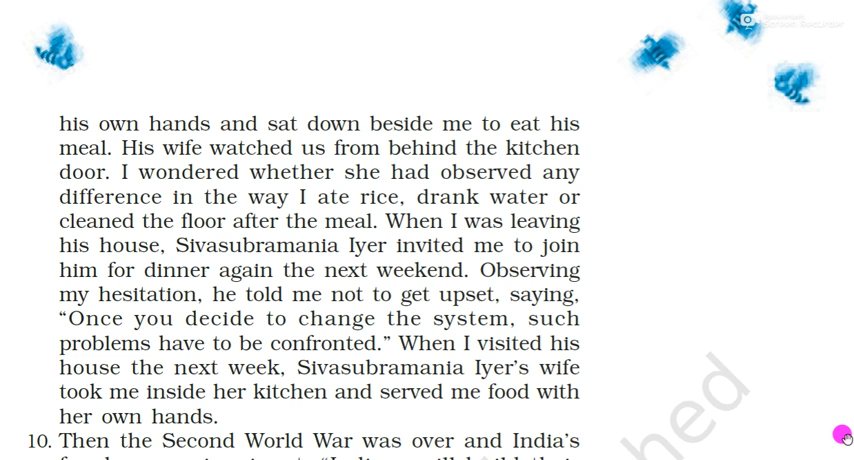 his own hands and sat down beside me to eat his
meal. His wife watched us from behind the kitchen
door. I wondered whether she had observed any
difference in the way I ate rice, drank water or
cleaned the floor after the meal. When I was leaving
his house, Sivasubramania Iyer invited me to join
him for dinner again the next weekend. Observing
my hesitation, he told me not to get upset, saying,
“Once you decide to change the system, such
problems have to be confronted.” When I visited his
house the next week, Sivasubramania Iyer’s wife
took me inside her kitchen and served me food with
her own hands.
10. Then the Second World War was over and India’s